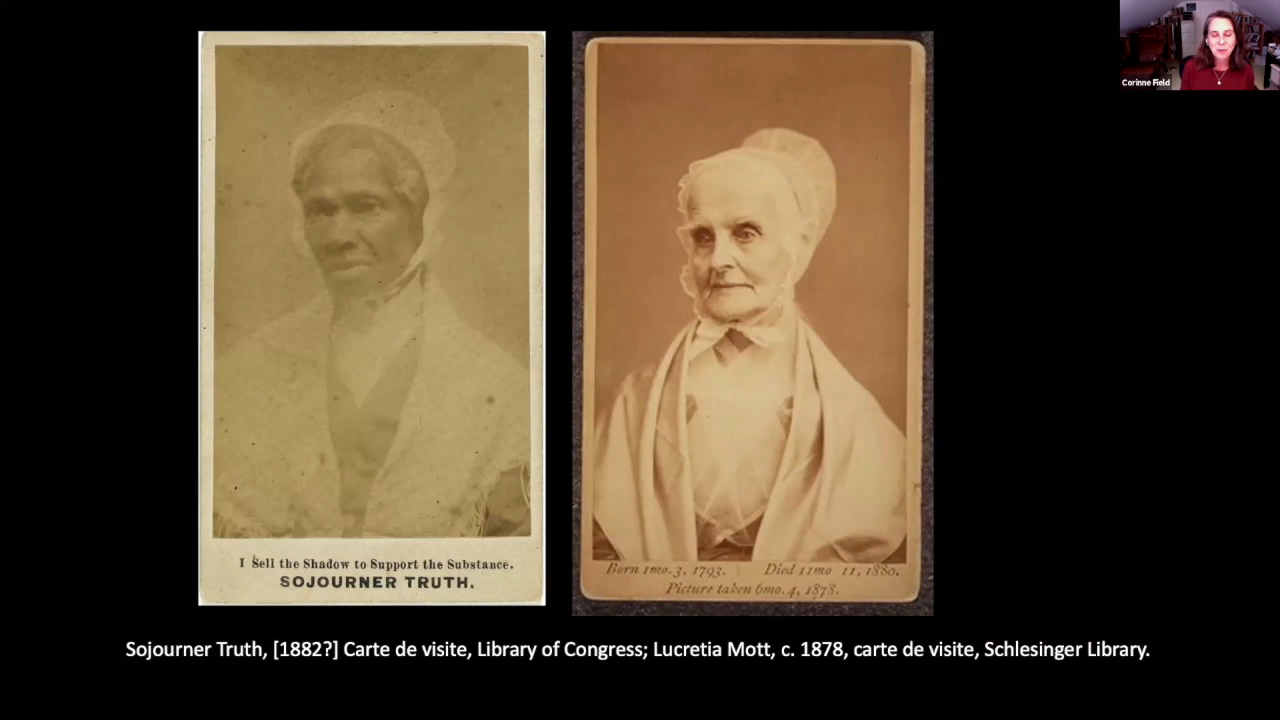 Corinne Field
I Sell the Shadow to Support the Substance.
SOJOURNER TRUTH.
Born 1mo. 3, 1793. Died 11mo 11, 1880.
Picture taken 6mo. 4, 1878.
Sojourner Truth, [1882?] Carte de visite, Library of Congress; Lucretia Mott, c. 1878, carte de visite, Schlesinger Library.